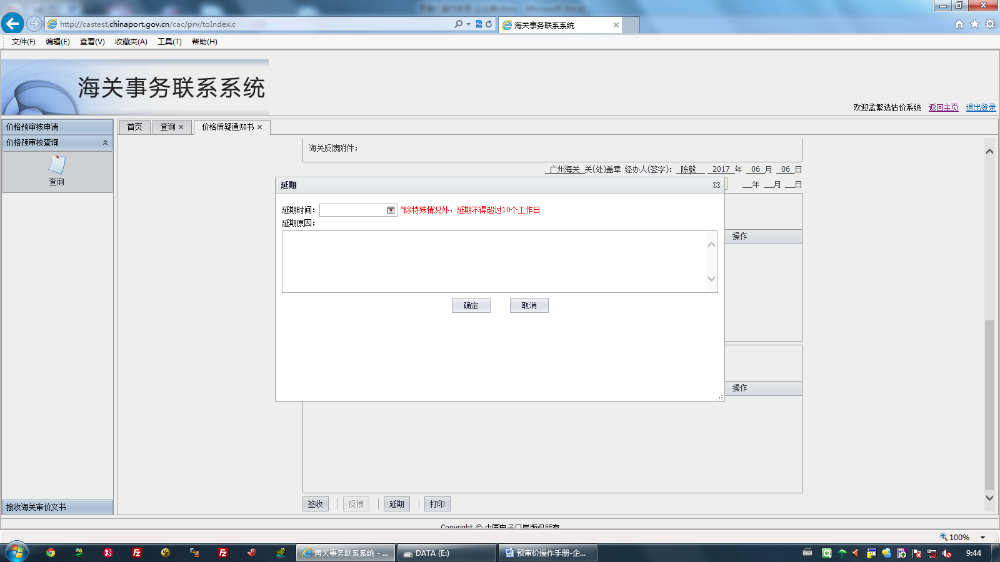 http://castest.chinaport.gov.cn/cac/prv/toIndex.c
海关事务联系系统
文件(F) 编辑(E) 查看(V) 收藏夹(A) 工具(T) 帮助(H)
海关事务联系系统
欢迎孟繁选估价系统 返回主页 退出登录
价格预审核申请
价格预审核查询
查询
接收海关审价文书
首页 查询 价格质疑通知书
海关反馈附件:
广州海关 关(处)盖章 经办人(签字): 陈毅 2017 年 06 月 06 日
年 月 日
延期
延期时间: *除特殊情况外，延期不得超过10个工作日
延期原因:
确定 取消
操作
操作
签收 反馈 延期 打印
Copyright © 中国电子口岸版权所有
100%
海关事务联系系统 - ... DATA (E:) 预审价操作手册-企... 9:44